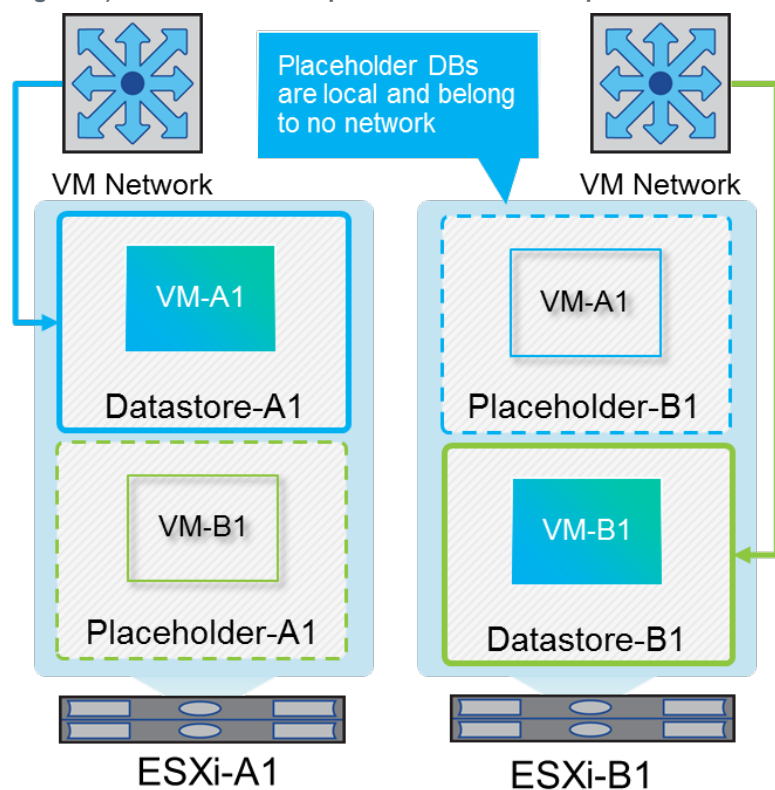 Placeholder DBs
are local and belong
to no network
VM Network
VM Network
VM-A1
Datastore-A1
VM-B1
Placeholder-A1
VM-A1
Placeholder-B1
VM-B1
Datastore-B1
ESXi-A1
ESXi-B1